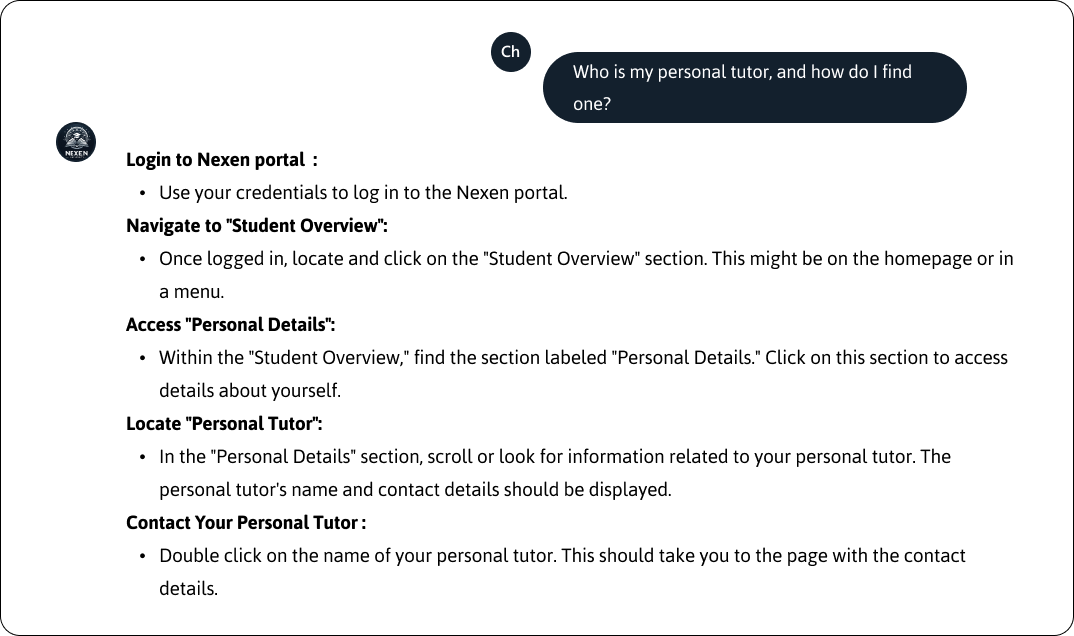 Ch
Who is my personal tutor, and how do I find
one?
NEXEN
Login to Nexen portal :
• Use your credentials to log in to the Nexen portal.
Navigate to "Student Overview":
• Once logged in, locate and click on the "Student Overview" section. This might be on the homepage or in
a menu.
Access "Personal Details":
• Within the "Student Overview," find the section labeled "Personal Details." Click on this section to access
details about yourself.
Locate "Personal Tutor":
• In the "Personal Details" section, scroll or look for information related to your personal tutor. The
personal tutor's name and contact details should be displayed.
Contact Your Personal Tutor :
• Double click on the name of your personal tutor. This should take you to the page with the contact
details.